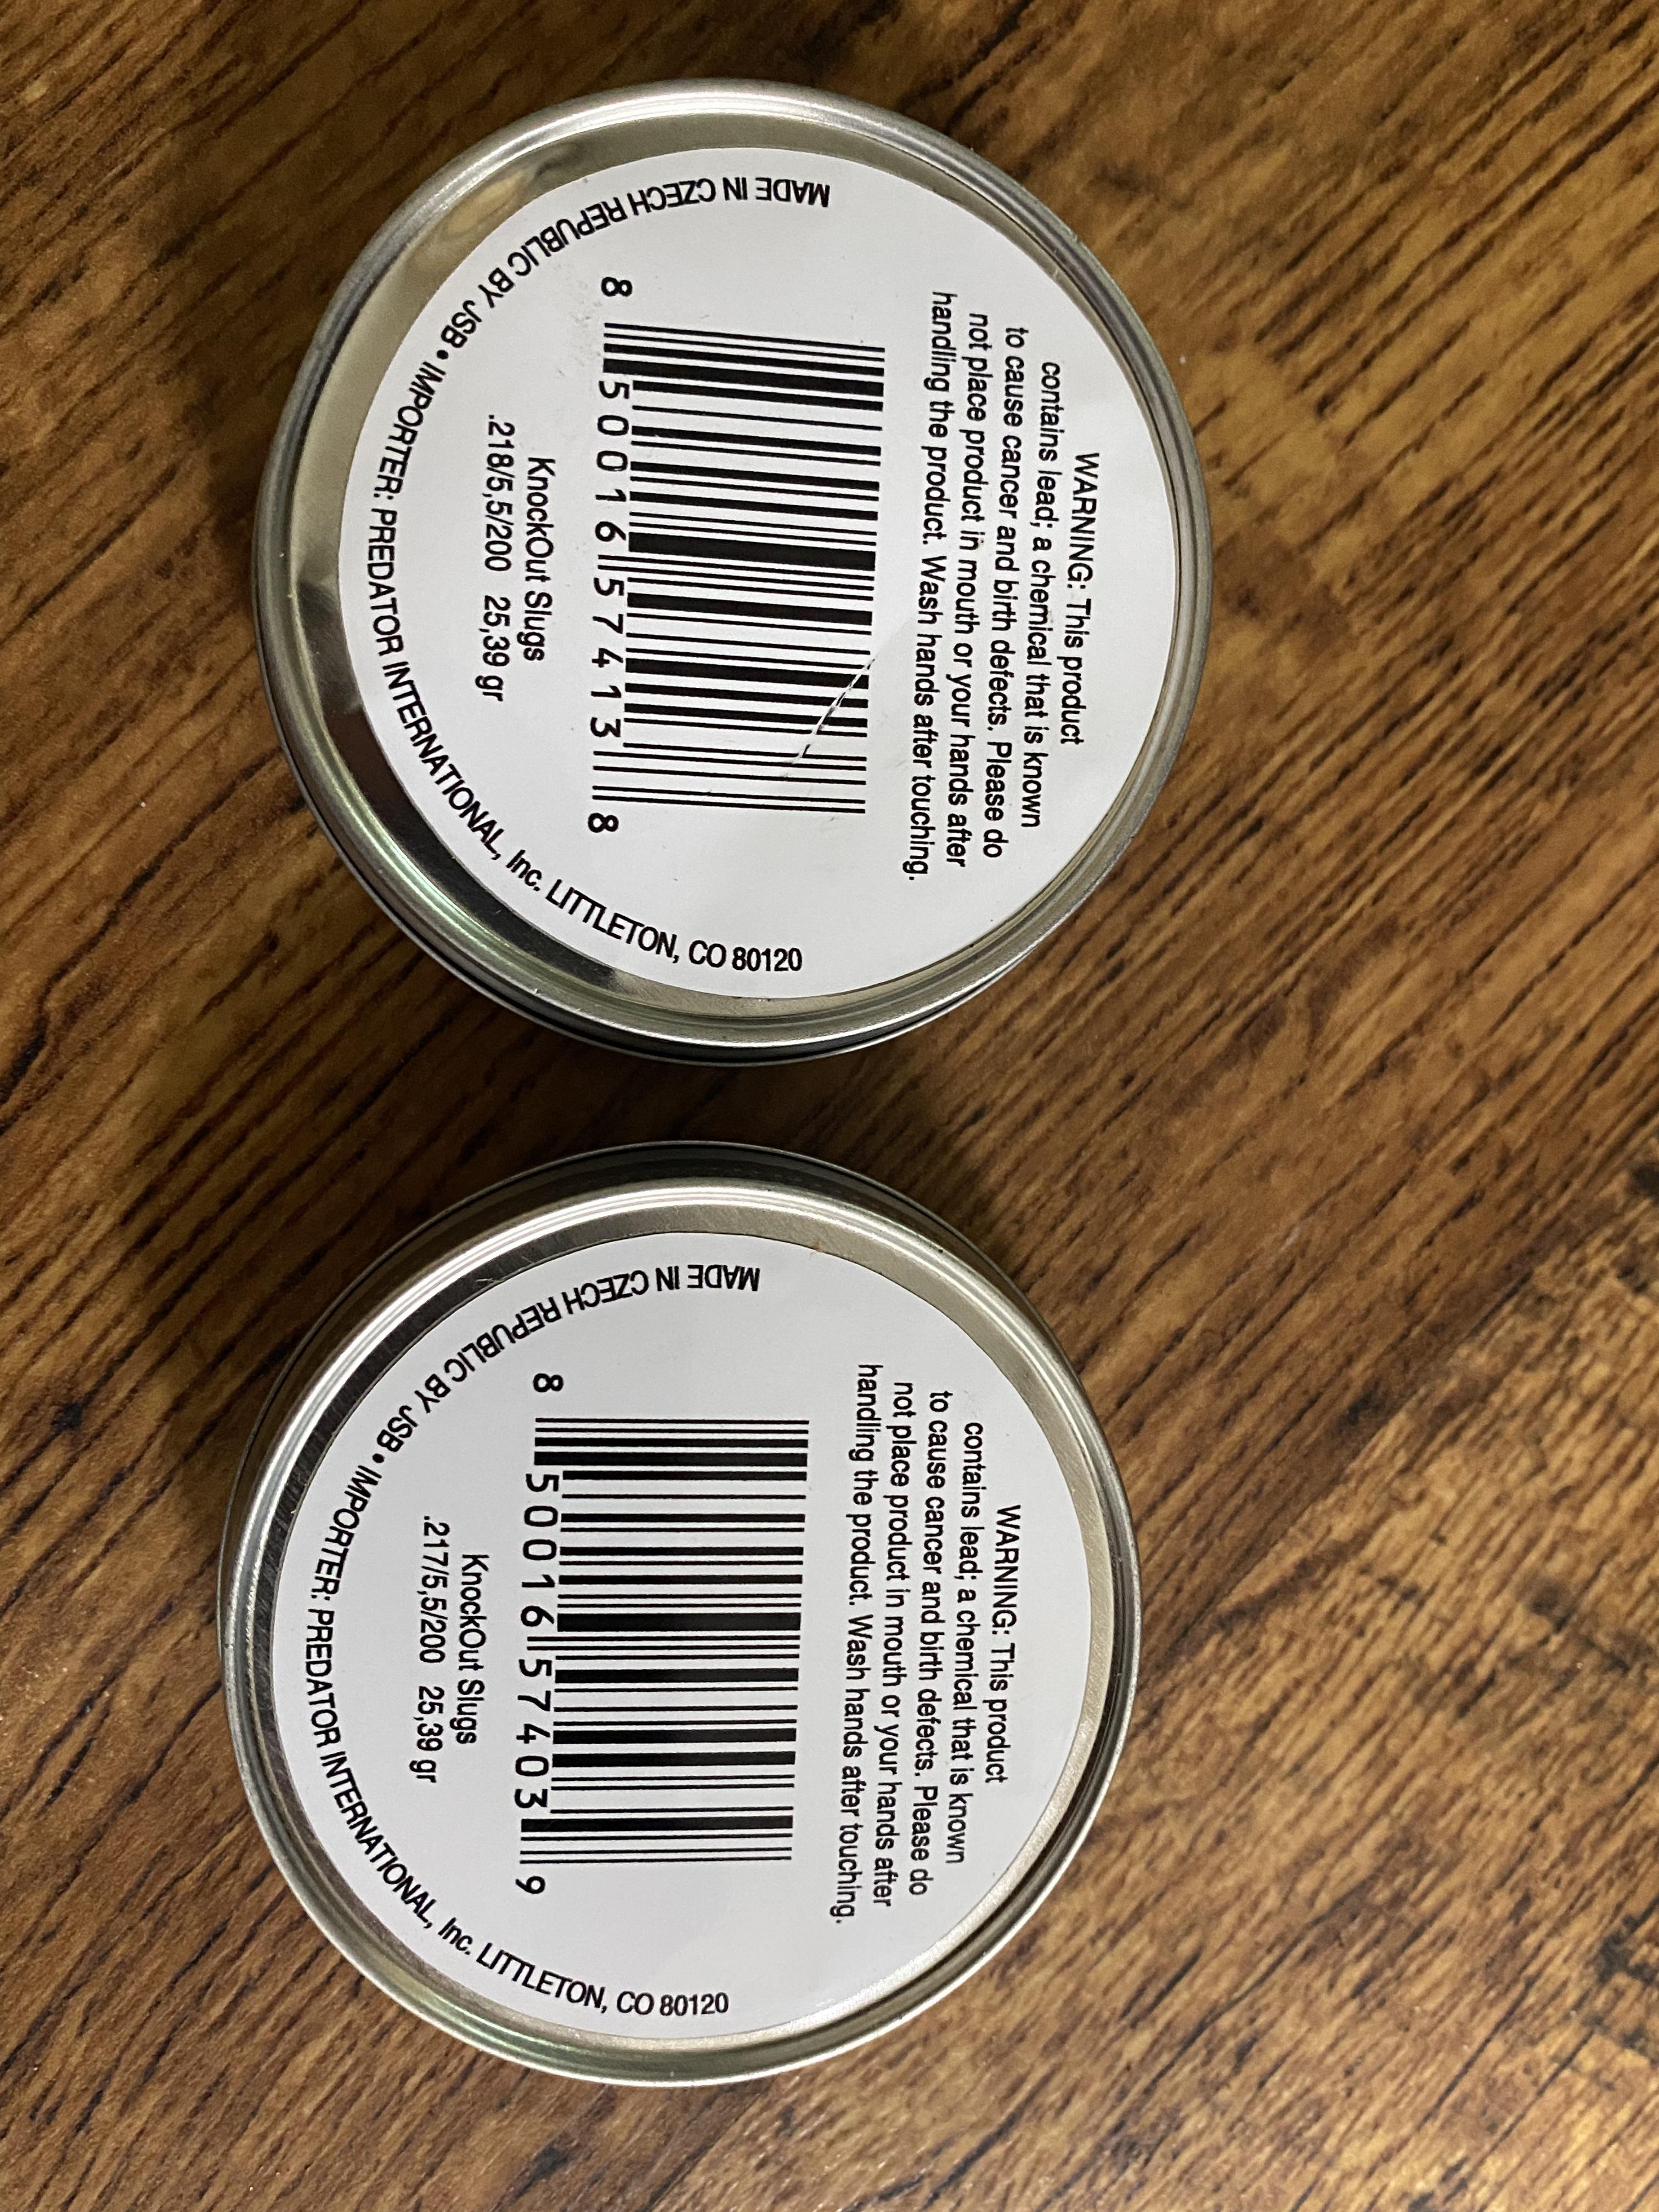 WARNING: This product
contains lead; a chemical that is known
to cause cancer and birth defects. Please do
not place product in mouth or your hands after
handling the product. Wash hands after touching.
8 50016 57413 8
KnockOut Slugs
.218/5,5/200 25,39 gr
MADE IN CZECH REPUBLIC BY JSB • IMPORTER: PREDATOR INTERNATIONAL, Inc. LITTLETON, CO 80120
WARNING: This product
contains lead; a chemical that is known
to cause cancer and birth defects. Please do
not place product in mouth or your hands after
handling the product. Wash hands after touching.
8 50016 57403 9
KnockOut Slugs
.217/5,5/200 25,39 gr
MADE IN CZECH REPUBLIC BY JSB • IMPORTER: PREDATOR INTERNATIONAL, Inc. LITTLETON, CO 80120